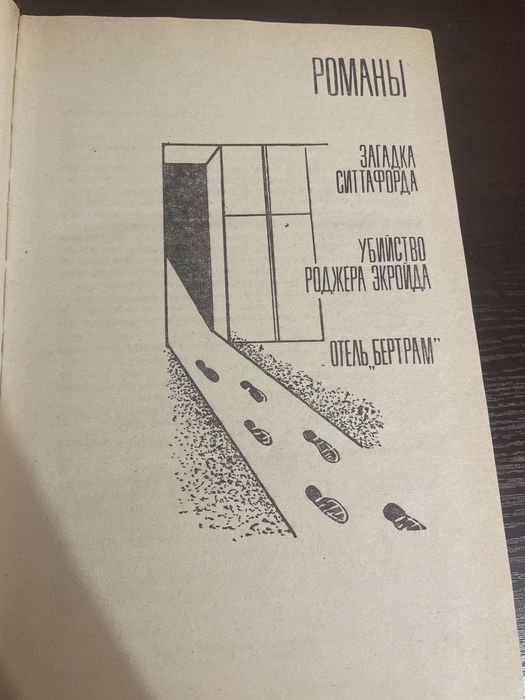 РОМАНЫ
ЗАГАДКА
СИТТАФОРДА
УБИЙСТВО
РОДЖЕРА ЭКРОЙДА
ОТЕЛЬ „БЕРТРАМ”